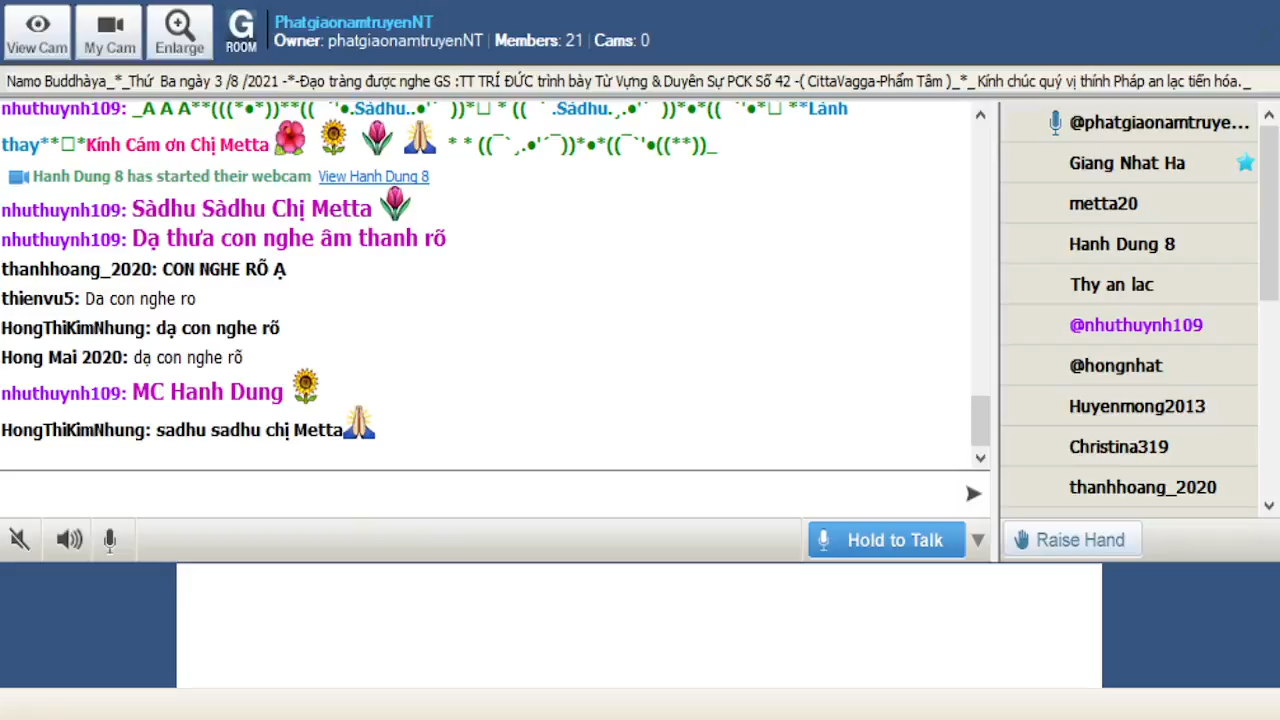 View Cam
My Cam
Enlarge
G
ROOM
PhatgiaonamtruyenNT
Owner: phatgiaonamtruyenNT | Members: 21 | Cams: 0
Namo Buddhàya_*_Thứ Ba ngày 3 /8 /2021 -*-Đạo tràng được nghe GS :TT TRÍ ĐỨC trình bày Từ Vựng & Duyên Sự PCK Số 42 -( CittaVagga-Phẩm Tâm )_*_Kính chúc quý vị thính Pháp an lạc tiến hóa._
nhuthuynh109: _A A A**(((*●*))**(( ¨'●.Sàdhu..●'¨ ))*□ * (( ¨ .Sàdhu.¸.●'¨ ))*●*(( ¨'●*□ **Lành
thay**□*Kính Cám ơn Chị Metta * * ((¯`¸.●'´¯))*●*((¯`'●((**))_
Hanh Dung 8 has started their webcam View Hanh Dung 8
nhuthuynh109: Sàdhu Sàdhu Chị Metta
nhuthuynh109: Dạ thưa con nghe âm thanh rõ
thanhhoang_2020: CON NGHE RÕ Ạ
thienvu5: Da con nghe ro
HongThiKimNhung: dạ con nghe rõ
Hong Mai 2020: dạ con nghe rõ
nhuthuynh109: MC Hanh Dung
HongThiKimNhung: sadhu sadhu chị Metta
Hold to Talk
@phatgiaonamtruye...
Giang Nhat Ha
metta20
Hanh Dung 8
Thy an lac
@nhuthuynh109
@hongnhat
Huyenmong2013
Christina319
thanhhoang_2020
Raise Hand